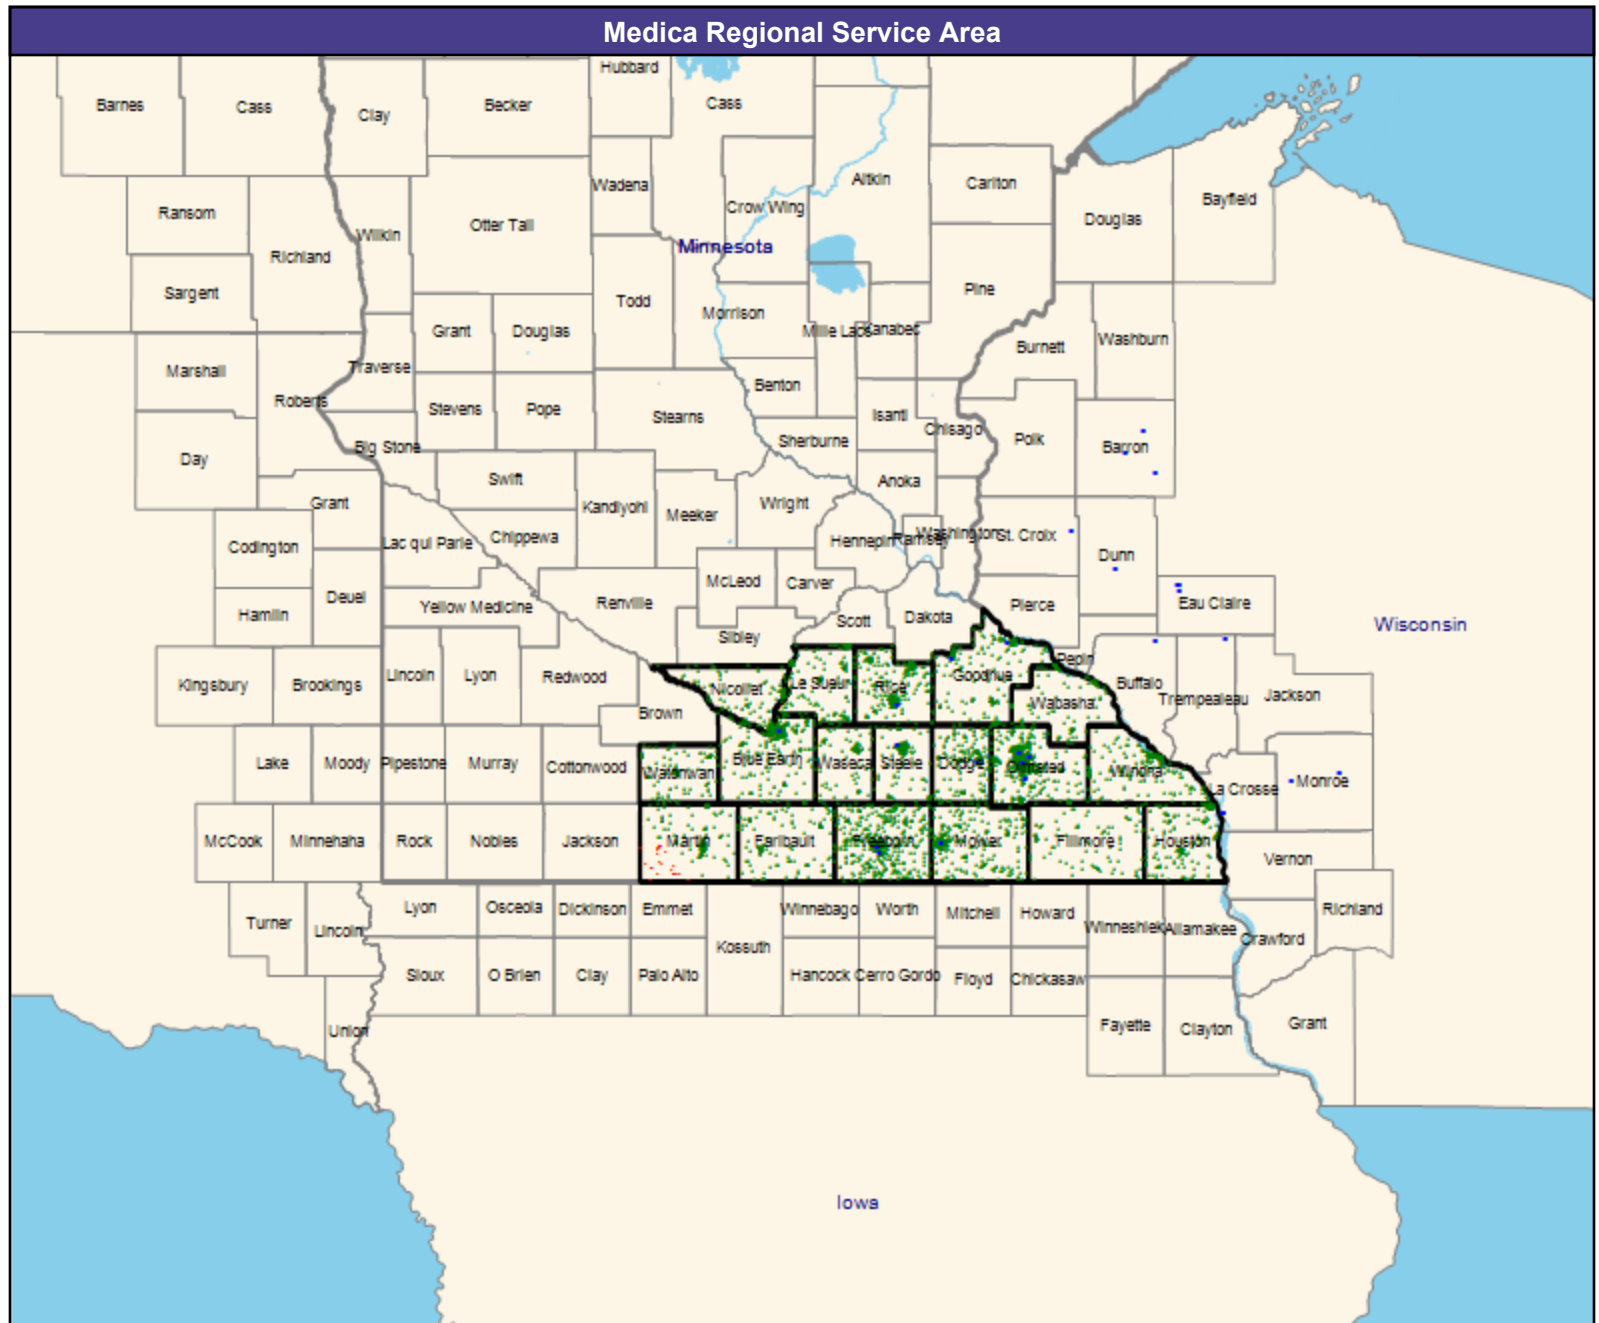 Medica Regional Service Area
Hubbard
Barnes
Cass
Clay
Becker
Cass
Wadena
Aitkin
Carlton
Ransom
Crow Wing
Bayfield
Douglas
Otter Tail
Wilkin
Minnesota
Richland
Sargent
Todd
Pine
Morrison
Grant
Douglas
Mille Lacs
Kanabec
Washburn
Burnett
Marshall
Traverse
Benton
Roberts
Stevens
Pope
Stearns
Isanti
Chisago
Polk
Barron
Big Stone
Sherburne
Day
Swift
Anoka
Grant
Kandiyohi
Meeker
Wright
Codington
Lac qui Parle
Chippewa
Hennepin
Ramsey
Washington
St. Croix
Dunn
McLeod
Carver
Deuel
Yellow Medicine
Renville
Pierce
Eau Claire
Hamlin
Scott
Dakota
Wisconsin
Sibley
Pepin
Kingsbury
Brookings
Lincoln
Lyon
Redwood
Nicollet
Le Sueur
Rice
Goodhue
Buffalo
Trempealeau
Jackson
Wabasha
Brown
Lake
Moody
Pipestone
Murray
Cottonwood
Watonwan
Blue Earth
Waseca
Steele
Dodge
Olmsted
Winona
La Crosse
Monroe
McCook
Minnehaha
Rock
Nobles
Jackson
Martin
Faribault
Freeborn
Mower
Fillmore
Houston
Vernon
Turner
Lincoln
Lyon
Osceola
Dickinson
Emmet
Winnebago
Worth
Mitchell
Howard
Winneshiek
Allamakee
Crawford
Richland
Kossuth
Sioux
O Brien
Clay
Palo Alto
Hancock
Cerro Gordo
Floyd
Chickasaw
Union
Fayette
Clayton
Grant
Iowa